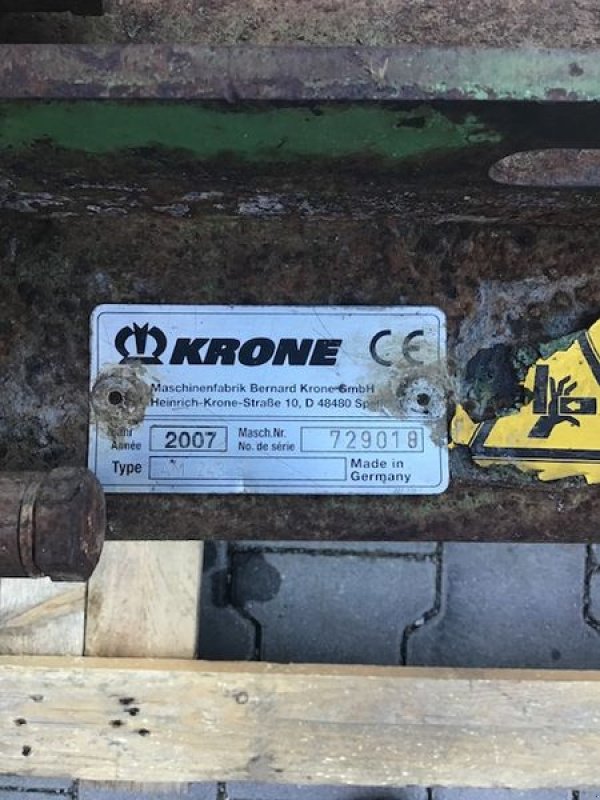 KRONE CE
Maschinenfabrik Bernard Krone GmbH
Heinrich-Krone-Straße 10, D 48480
2007 Masch.Nr. 729018
Année No. de série
Type Made in
Germany